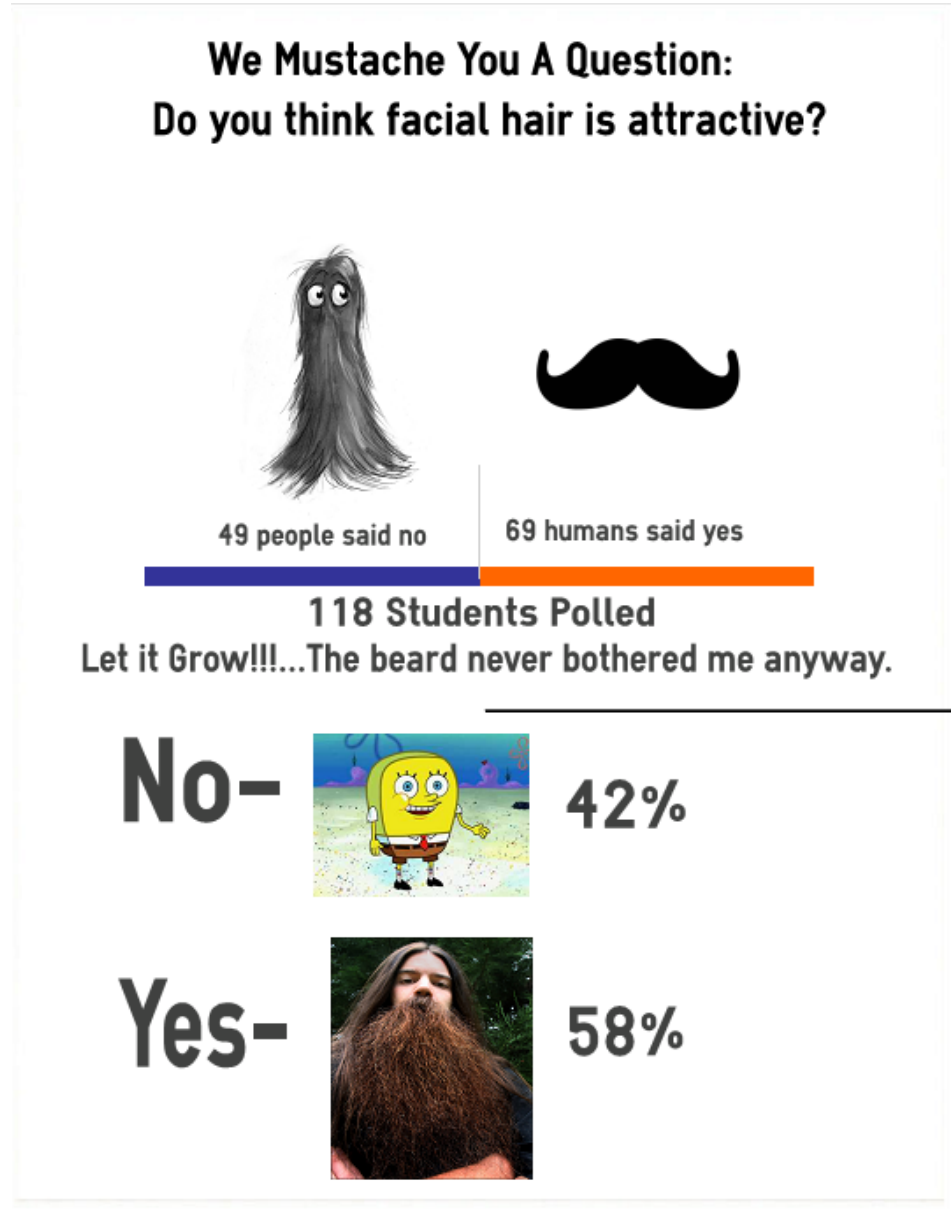 We Mustache You A Question:
Do you think facial hair is attractive?
49 people said no
69 humans said yes
118 Students Polled
Let it Grow!!!...The beard never bothered me anyway.
No-
42%
Yes-
58%